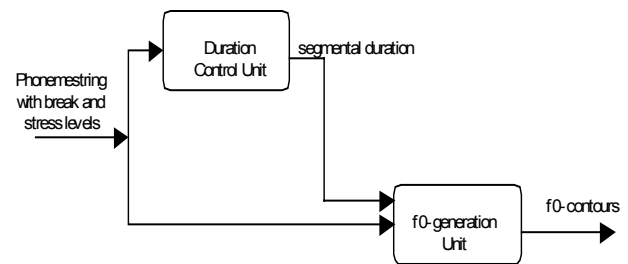 Duration
Control Unit
segmental duration
Phonemestring
with break and
stress levels
f0-generation
Unit
f0-contours